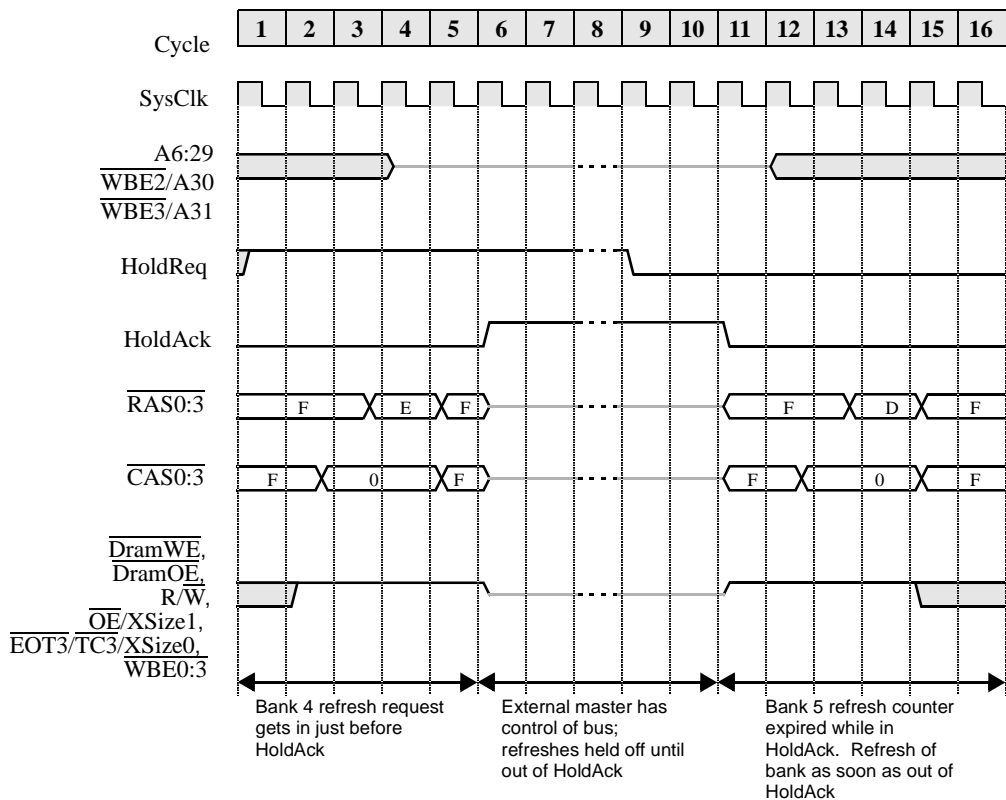 Cycle 1 2 3 4 5 6 7 8 9 10 11 12 13 14 15 16
SysClk
A6:29
WBE2/A30
WBE3/A31
HoldReq
HoldAck
RAS0:3 F E F F D F
CAS0:3 F 0 F F 0 F
DramWE,
DramOE,
R/W,
OE/XSize1,
EOT3/TC3/XSize0,
WBE0:3
Bank 4 refresh request
gets in just before
HoldAck
External master has
control of bus;
refreshes held off until
out of HoldAck
Bank 5 refresh counter
expired while in
HoldAck. Refresh of
bank as soon as out of
HoldAck